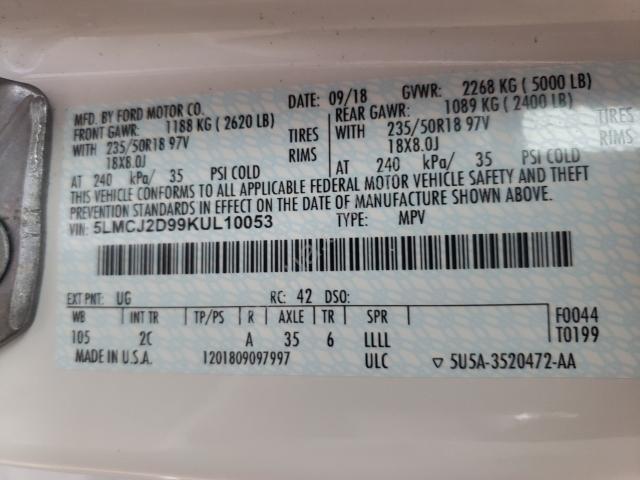 MFD. BY FORD MOTOR CO.
DATE: 09/18 GVWR: 2268 KG ( 5000 LB)
FRONT GAWR: 1188 KG ( 2620 LB) REAR GAWR: 1089 KG ( 2400 LB)
WITH 235/50R18 97V TIRES WITH 235/50R18 97V TIRES
18X8.0J RIMS 18X8.0J RIMS
AT 240 kPa/ 35 PSI COLD AT 240 kPa/ 35 PSI COLD
THIS VEHICLE CONFORMS TO ALL APPLICABLE FEDERAL MOTOR VEHICLE SAFETY AND THEFT
PREVENTION STANDARDS IN EFFECT ON THE DATE OF MANUFACTURE SHOWN ABOVE.
VIN: 5LMCJ2D99KUL10053 TYPE: MPV
EXT PNT: UG RC: 42 DSO:
WB INT TR TP/PS R AXLE TR SPR F0044
105 2C A 35 6 LLLL T0199
MADE IN U.S.A. 1201809097997 ULC ▽ 5U5A-3520472-AA